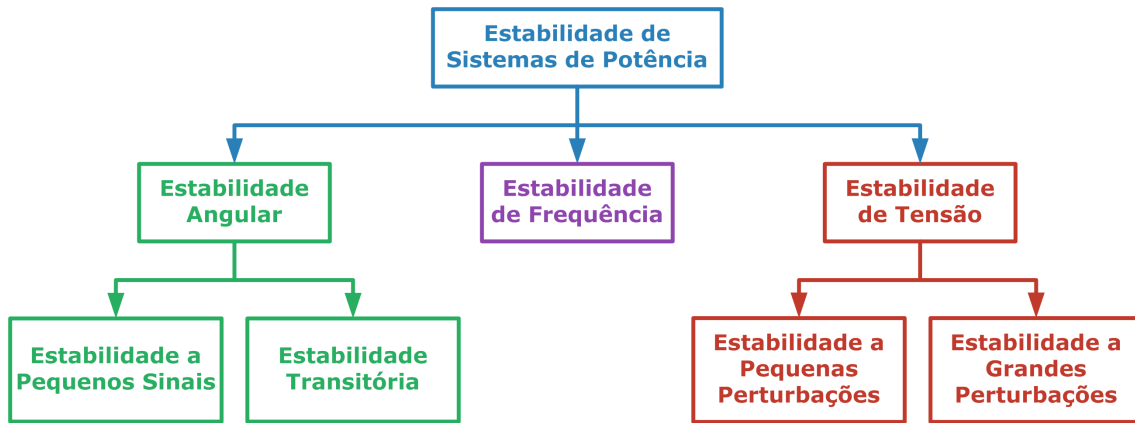 Estabilidade de
Sistemas de Potência
Estabilidade
Angular
Estabilidade
de Frequência
Estabilidade
de Tensão
Estabilidade a
Pequenos Sinais
Estabilidade
Transitória
Estabilidade a
Pequenas
Perturbações
Estabilidade a
Grandes
Perturbações